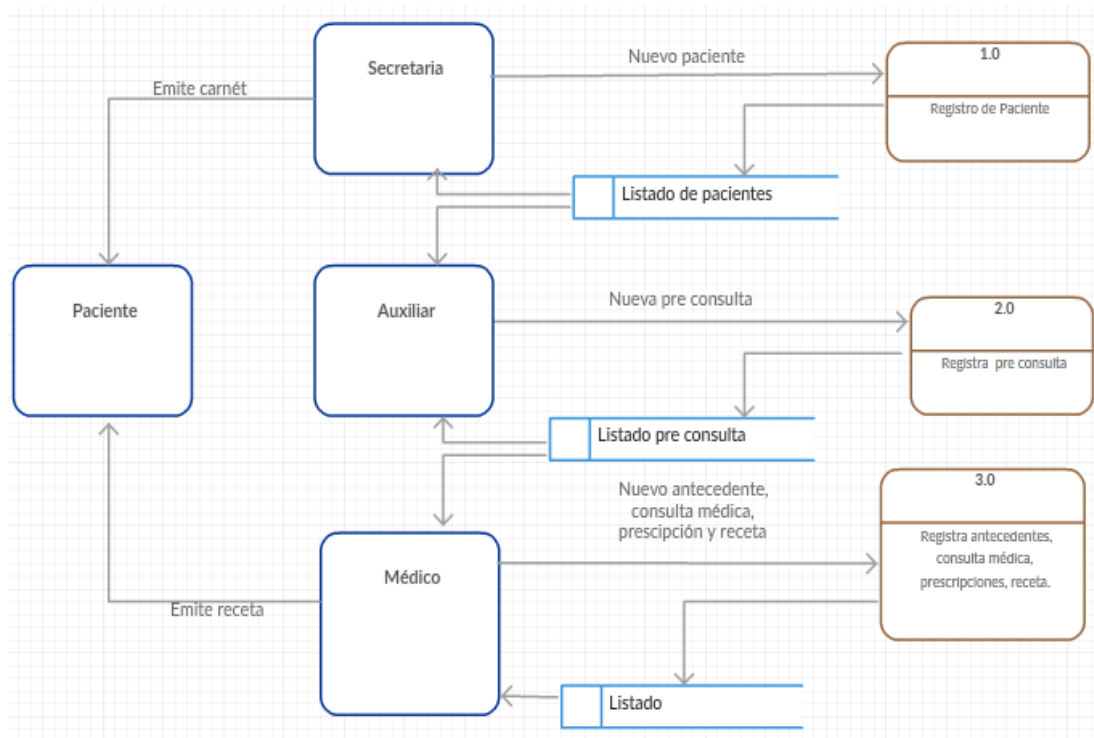 Secretaria
Nuevo paciente
1.0
Registro de Paciente
Emite carnét
Listado de pacientes
Paciente
Auxiliar
Nueva pre consulta
2.0
Registra pre consulta
Listado pre consulta
Nuevo antecedente,
consulta médica,
prescipción y receta
3.0
Registra antecedentes,
consulta médica,
prescripciones, receta.
Médico
Emite receta
Listado